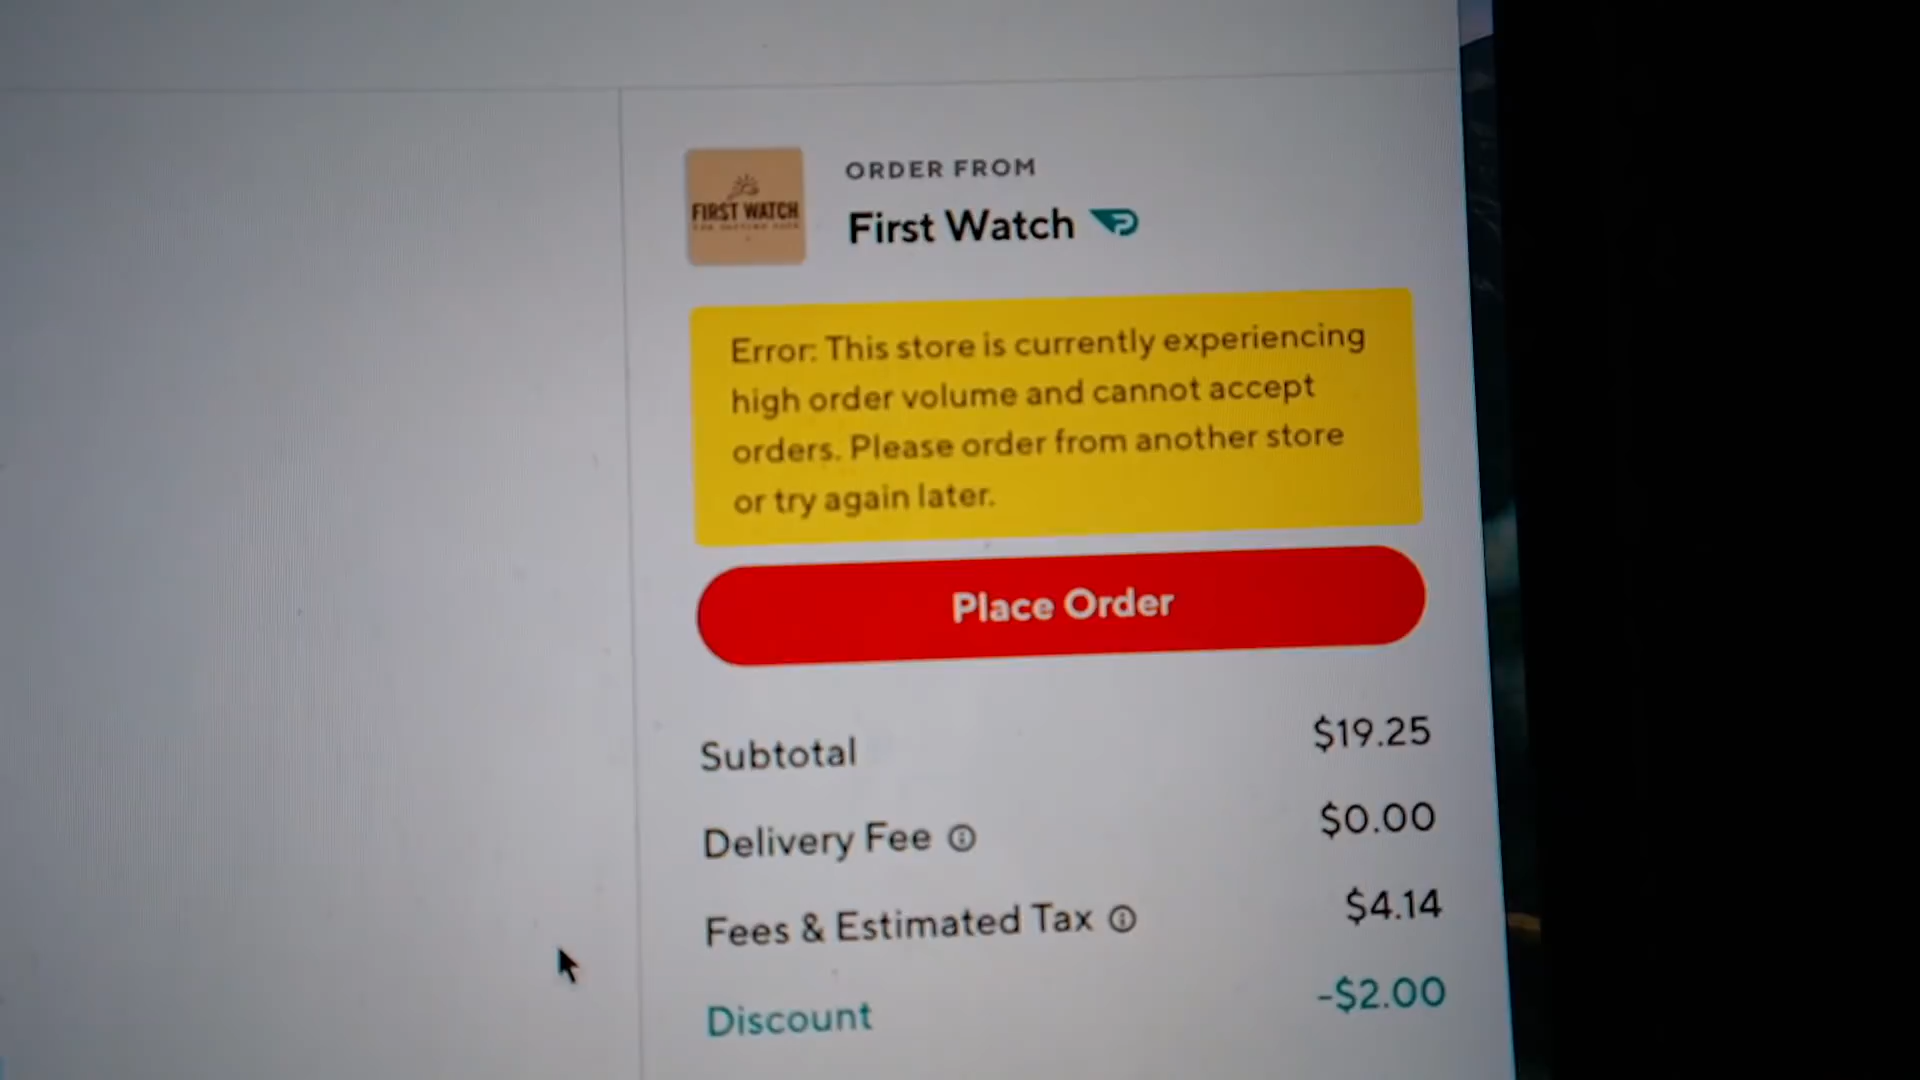 ORDER FROM
FIRST WATCH
First Watch
Error: This store is currently experiencing
high order volume and cannot accept
orders. Please order from another store
or try again later.
Place Order
Subtotal $19.25
Delivery Fee $0.00
Fees & Estimated Tax $4.14
Discount -$2.00